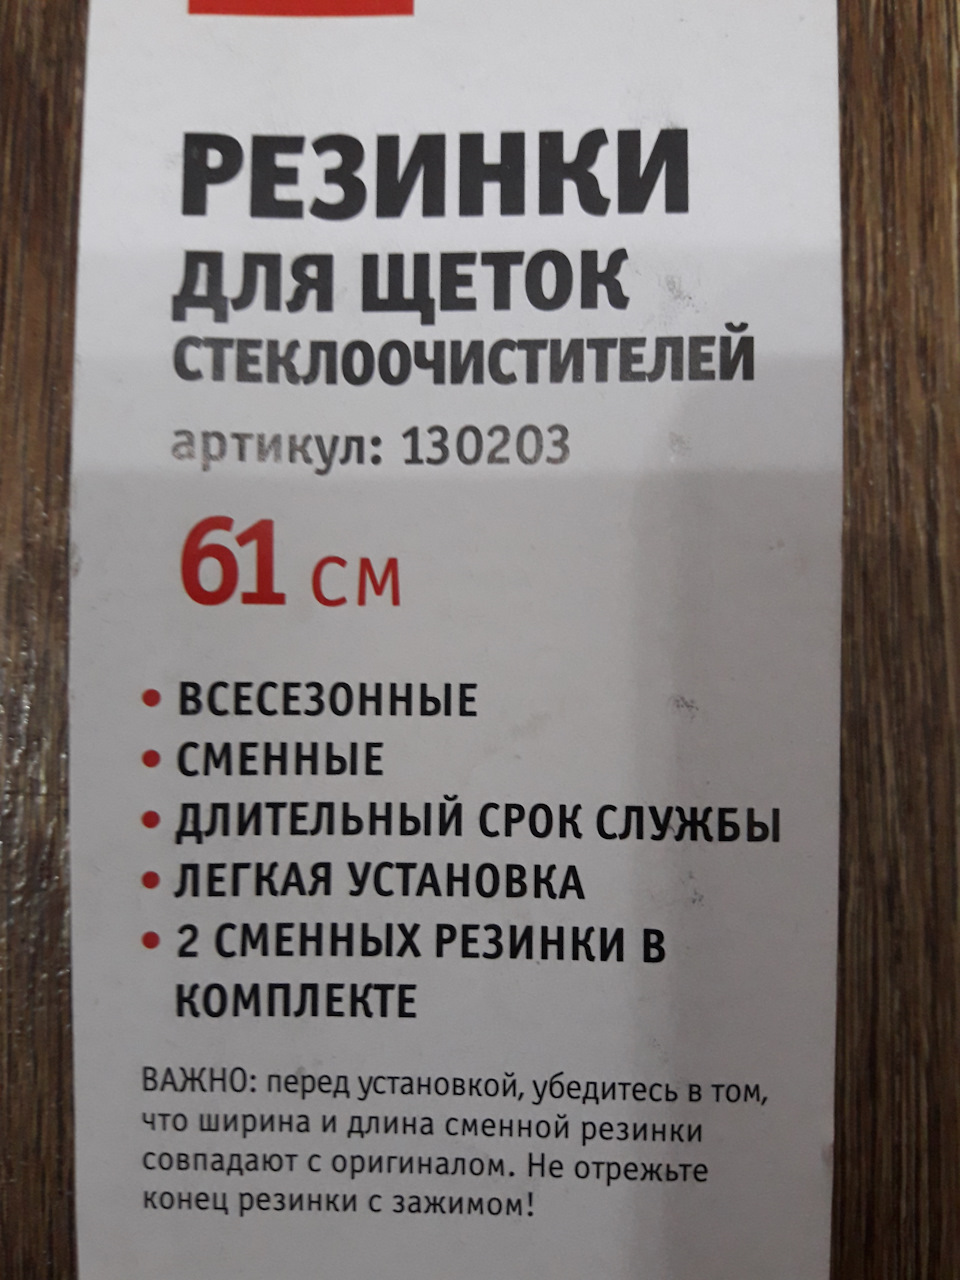 РЕЗИНКИ
ДЛЯ ЩЕТОК
СТЕКЛООЧИСТИТЕЛЕЙ
артикул: 130203
61 СМ
• ВСЕСЕЗОННЫЕ
• СМЕННЫЕ
• ДЛИТЕЛЬНЫЙ СРОК СЛУЖБЫ
• ЛЕГКАЯ УСТАНОВКА
• 2 СМЕННЫХ РЕЗИНКИ В
КОМПЛЕКТЕ
ВАЖНО: перед установкой, убедитесь в том,
что ширина и длина сменной резинки
совпадают с оригиналом. Не отрежьте
конец резинки с зажимом!